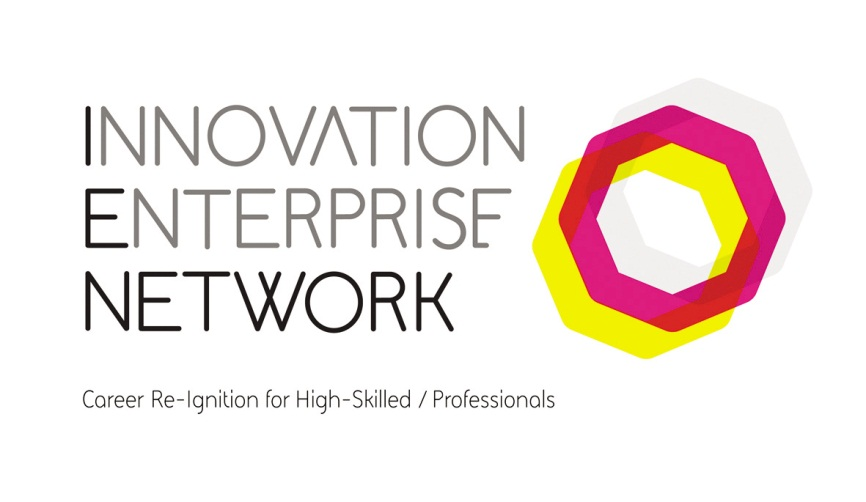 INNOVATION
ENTERPRISE
NETWORK
Career Re-Ignition for High-Skilled / Professionals